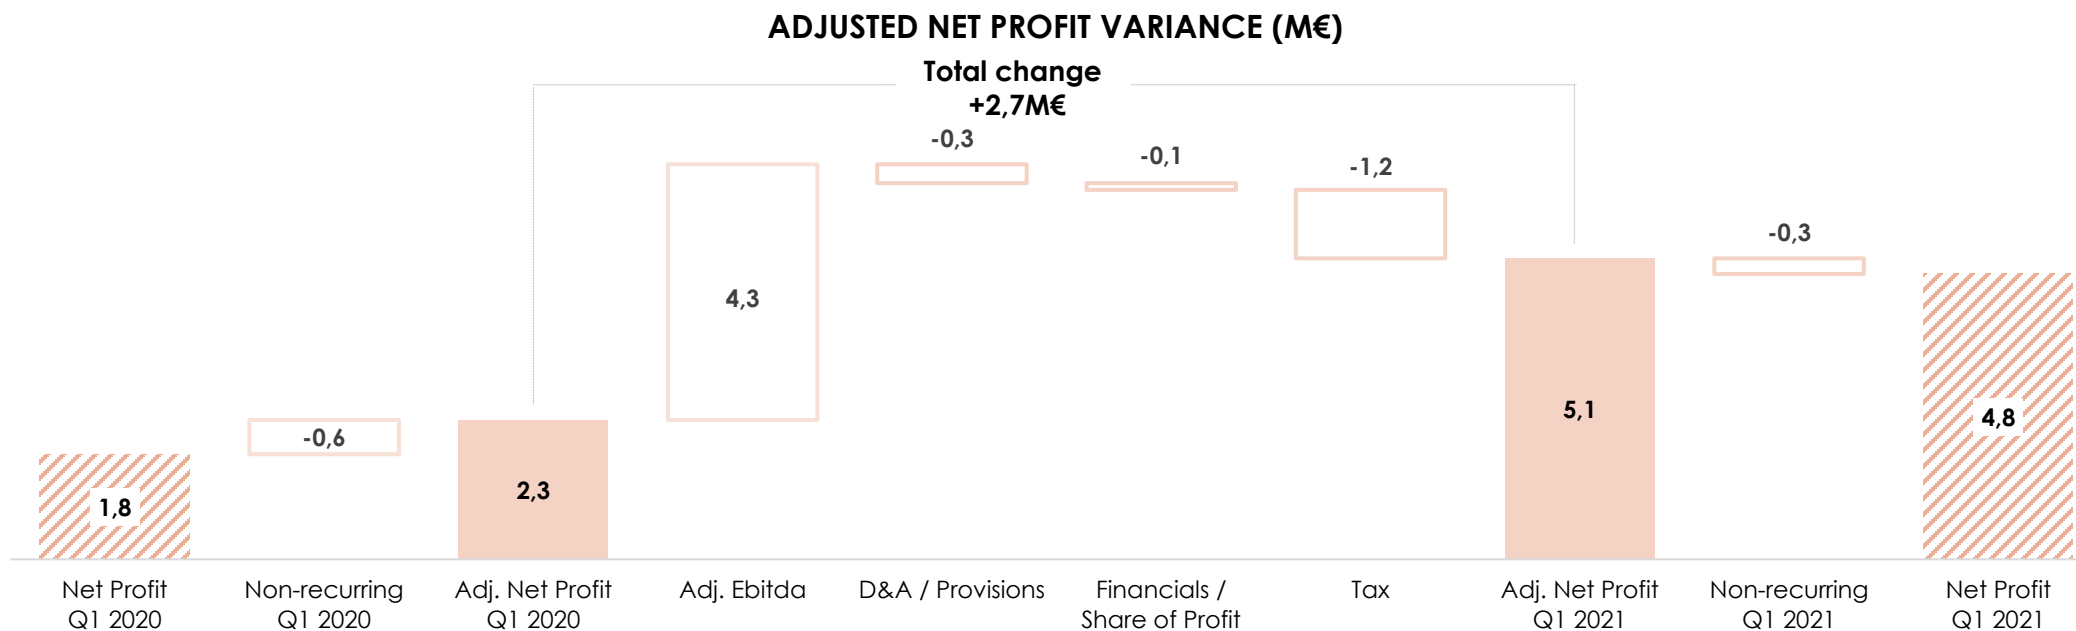 ADJUSTED NET PROFIT VARIANCE (M€)
Total change
+2,7M€
-0,3
-0,1
-1,2
-0,3
4,3
-0,6
2,3
1,8
5,1
4,8
Net Profit
Q1 2020
Non-recurring
Q1 2020
Adj. Net Profit
Q1 2020
Adj. Ebitda
D&A / Provisions
Financials /
Share of Profit
Tax
Adj. Net Profit
Q1 2021
Non-recurring
Q1 2021
Net Profit
Q1 2021